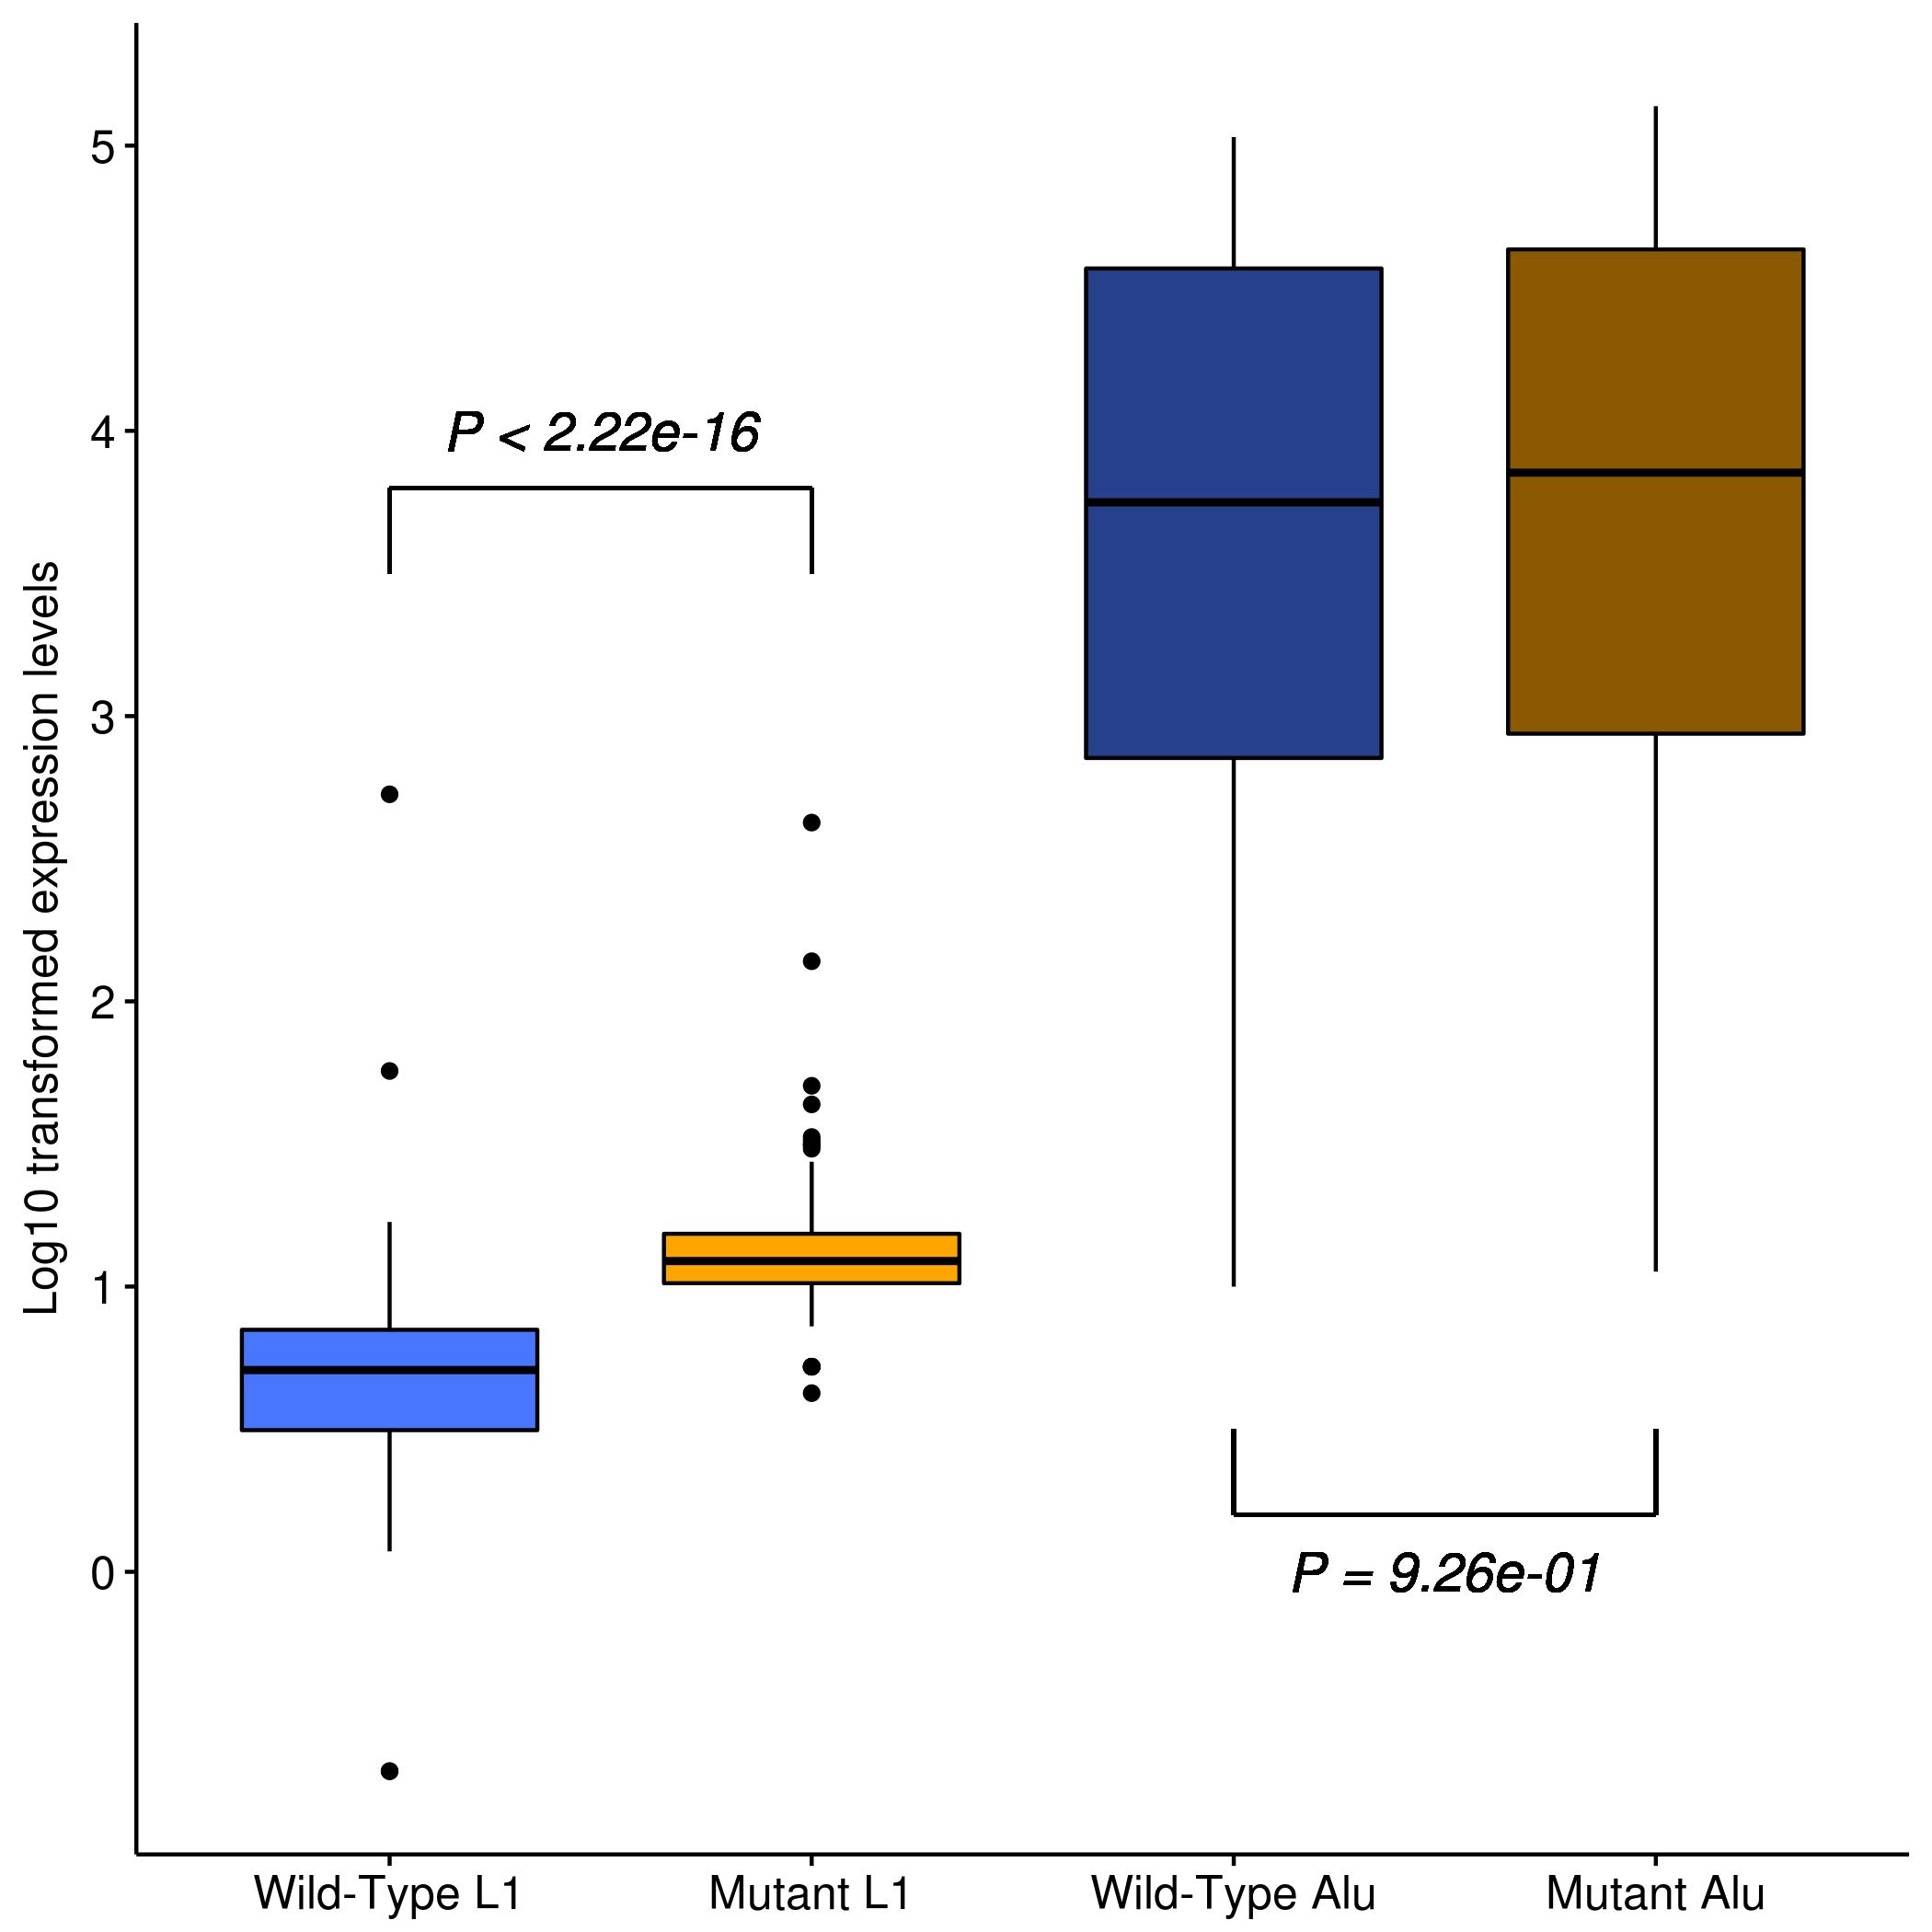 Log10 transformed expression levels
5
4
3
2
1
0
P < 2.22e-16
P = 9.26e-01
Wild-Type L1
Mutant L1
Wild-Type Alu
Mutant Alu